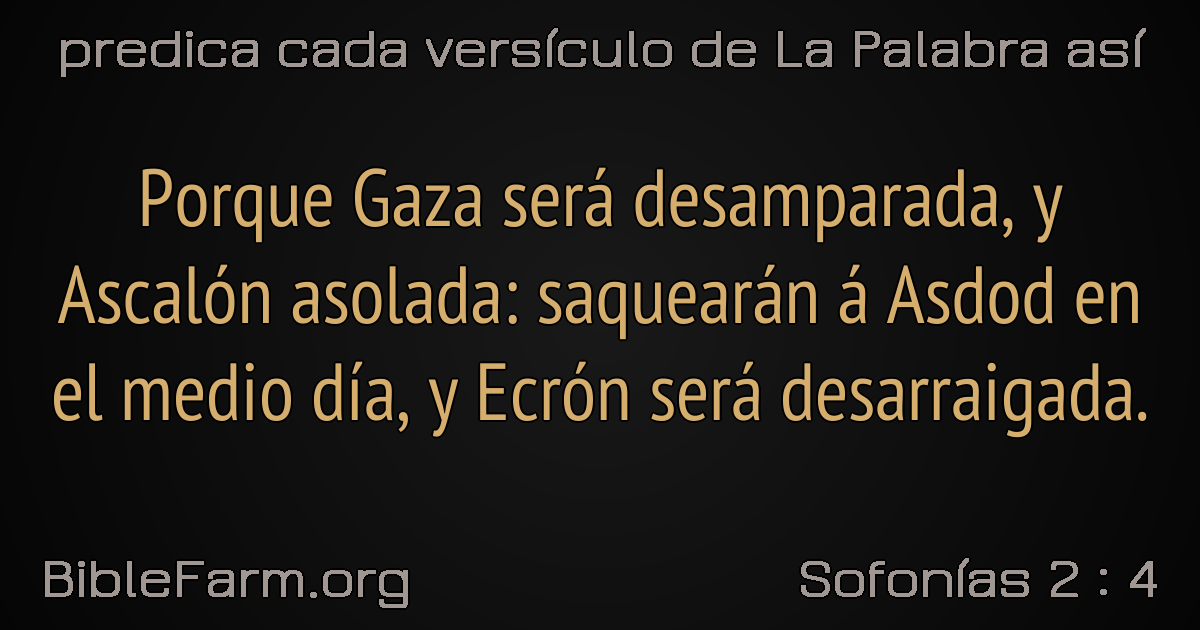 predica cada versículo de La Palabra así
Porque Gaza será desamparada, y
Ascalón asolada: saquearán á Asdod en
el medio día, y Ecrón será desarraigada.
BibleFarm.org
Sofonías 2 : 4